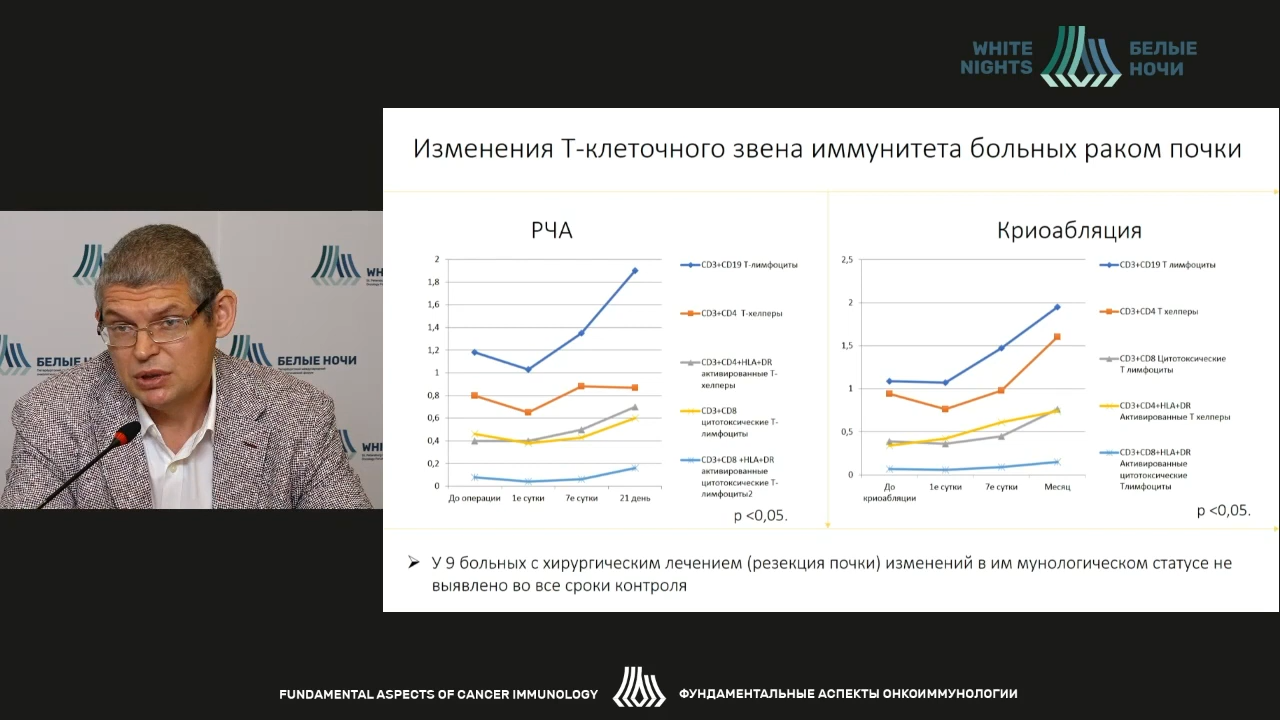 WHITE
NIGHTS
БЕЛЫЕ
НОЧИ
Изменения Т-клеточного звена иммунитета больных раком почки
РЧА
2
1,8
1,6
1,4
1,2
1
0,8
0,6
0,4
0,2
0
До операции 1е сутки 7е сутки 21 день
CD3+CD19 Т-лимфоциты
CD3+CD4 Т-хелперы
CD3+CD4+HLA+DR
активированные Т-
хелперы
CD3+CD8
цитотоксические Т-
лимфоциты
CD3+CD8 +HLA+DR
активированные
цитотоксические Т-
лимфоциты2
p <0,05.
Криоабляция
2,5
2
1,5
1
0,5
0
До
криоабляции
1е сутки 7е сутки Месяц
CD3+CD19 Т лимфоциты
CD3+CD4 Т хелперы
CD3+CD8 Цитотоксические
Т лимфоциты
CD3+CD4+HLA+DR
Активированные Т хелперы
CD3+CD8+HLA+DR
Активированные
цитотоксические
Тлимфоциты
p <0,05.
У 9 больных с хирургическим лечением (резекция почки) изменений в им мунологическом статусе не
выявлено во все сроки контроля
БЕЛЫЕ НОЧИ
БЕЛЫЕ НОЧИ
WHI
WHI
FUNDAMENTAL ASPECTS OF CANCER IMMUNOLOGY
ФУНДАМЕНТАЛЬНЫЕ АСПЕКТЫ ОНКОИММУНОЛОГИИ